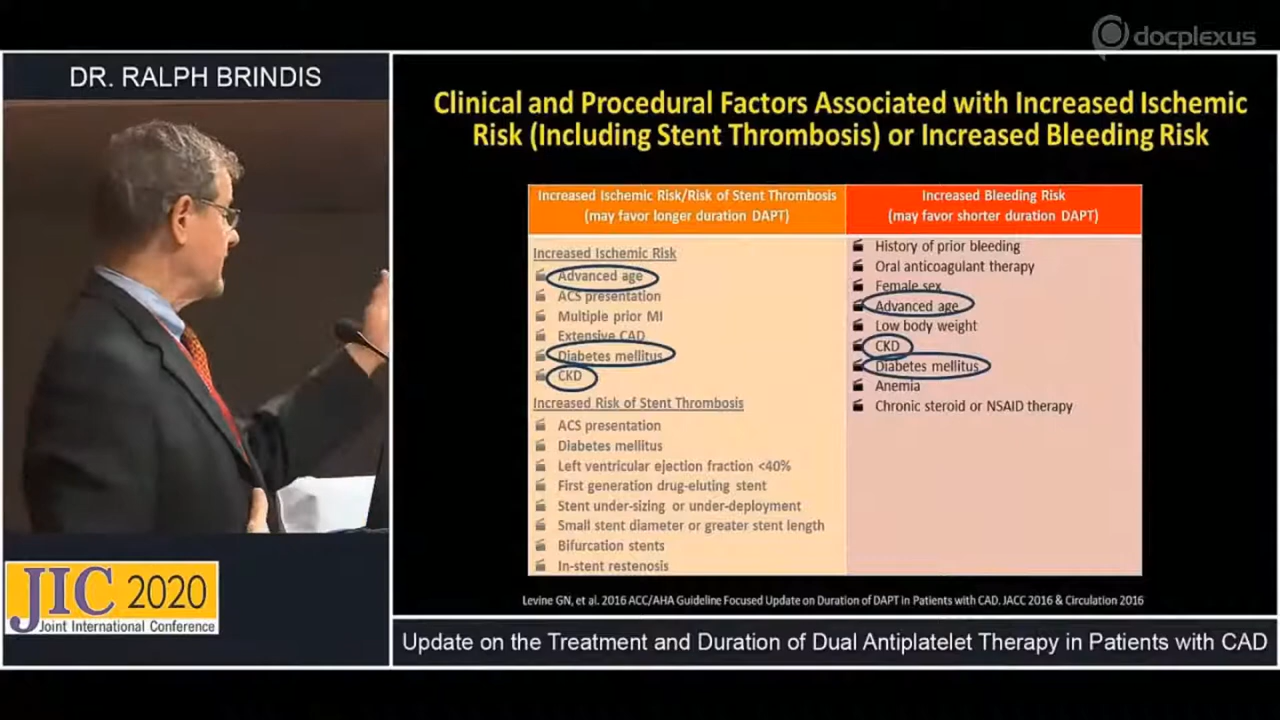 docplexus
DR. RALPH BRINDIS
Clinical and Procedural Factors Associated with Increased Ischemic
Risk (Including Stent Thrombosis) or Increased Bleeding Risk
Increased Ischemic Risk/Risk of Stent Thrombosis
(may favor longer duration DAPT)
Increased Ischemic Risk
Advanced age
ACS presentation
Multiple prior MI
Extensive CAD
Diabetes mellitus
CKD
Increased Risk of Stent Thrombosis
ACS presentation
Diabetes mellitus
Left ventricular ejection fraction <40%
First generation drug-eluting stent
Stent under-sizing or under-deployment
Small stent diameter or greater stent length
Bifurcation stents
In-stent restenosis
Increased Bleeding Risk
(may favor shorter duration DAPT)
History of prior bleeding
Oral anticoagulant therapy
Female sex
Advanced age
Low body weight
CKD
Diabetes mellitus
Anemia
Chronic steroid or NSAID therapy
Levine GN, et al. 2016 ACC/AHA Guideline Focused Update on Duration of DAPT in Patients with CAD. JACC 2016 & Circulation 2016
JIC 2020
Joint International Conference
Update on the Treatment and Duration of Dual Antiplatelet Therapy in Patients with CAD